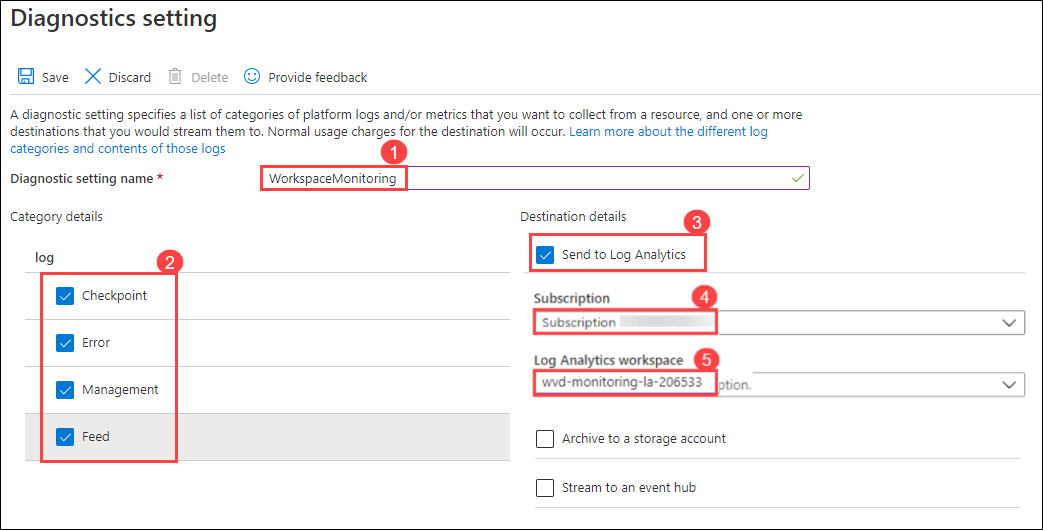 Diagnostics setting
Save Discard Delete Provide feedback
A diagnostic setting specifies a list of categories of platform logs and/or metrics that you want to collect from a resource, and one or more
destinations that you would stream them to. Normal usage charges for the destination will occur. Learn more about the different log
categories and contents of those logs
1
Diagnostic setting name * WorkspaceMonitoring
Category details
log
2
Checkpoint
Error
Management
Feed
Destination details
3
Send to Log Analytics
Subscription 4
Subscription
Log Analytics workspace 5
wvd-monitoring-la-206533 ption.
Archive to a storage account
Stream to an event hub